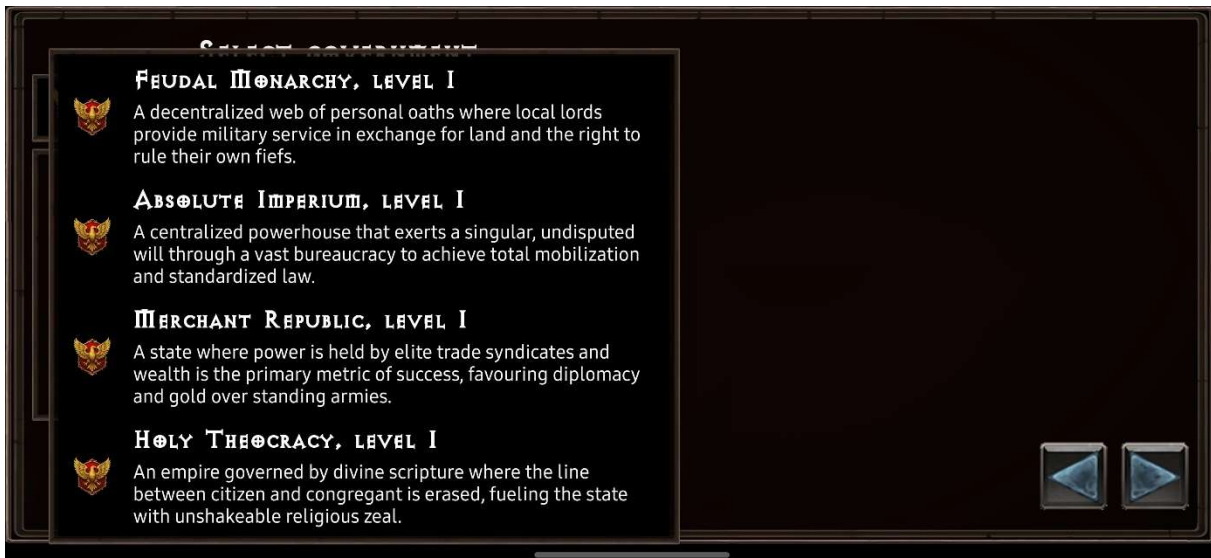 Select government
Feudal Monarchy, level I
A decentralized web of personal oaths where local lords
provide military service in exchange for land and the right to
rule their own fiefs.
Absolute Imperium, level I
A centralized powerhouse that exerts a singular, undisputed
will through a vast bureaucracy to achieve total mobilization
and standardized law.
Merchant Republic, level I
A state where power is held by elite trade syndicates and
wealth is the primary metric of success, favouring diplomacy
and gold over standing armies.
Holy Theocracy, level I
An empire governed by divine scripture where the line
between citizen and congregant is erased, fueling the state
with unshakeable religious zeal.